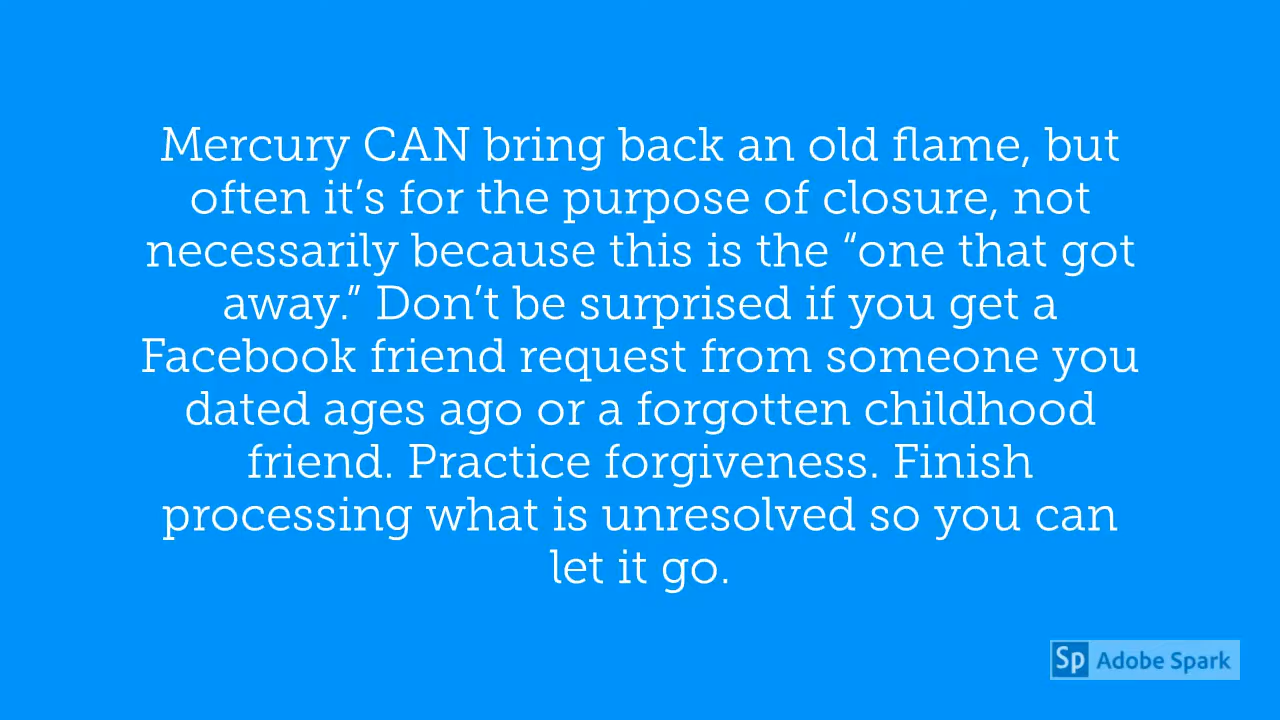 Mercury CAN bring back an old flame, but
often it’s for the purpose of closure, not
necessarily because this is the “one that got
away.” Don’t be surprised if you get a
Facebook friend request from someone you
dated ages ago or a forgotten childhood
friend. Practice forgiveness. Finish
processing what is unresolved so you can
let it go.
Sp Adobe Spark